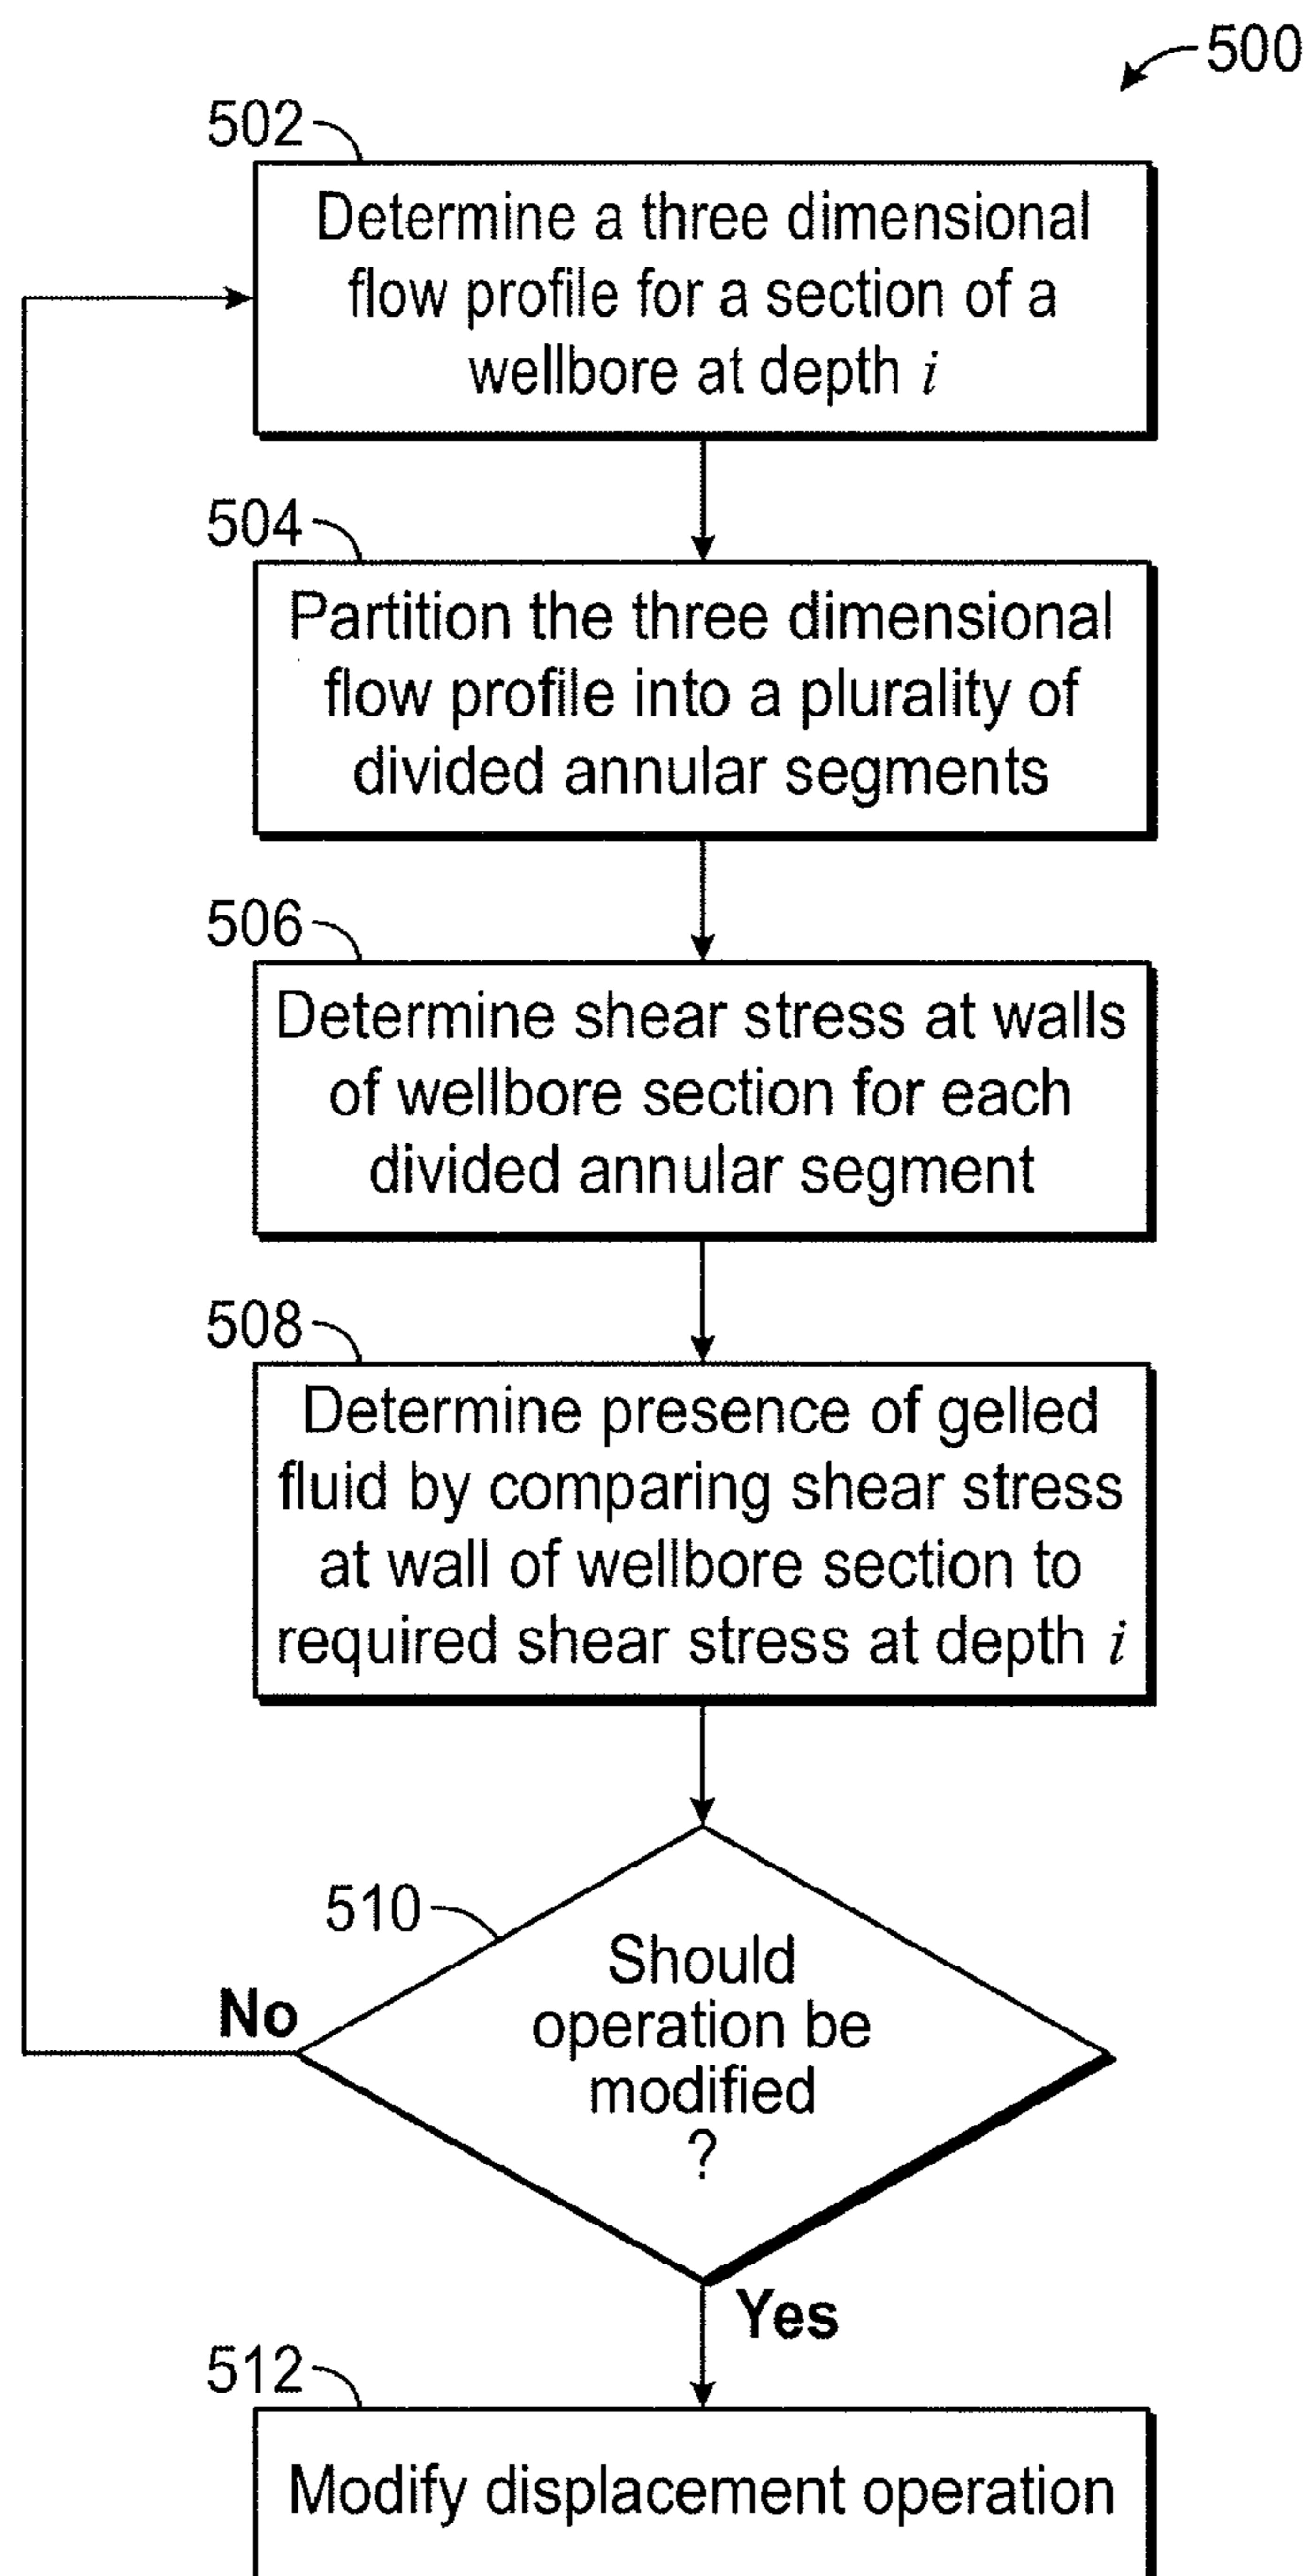 500
502
Determine a three dimensional
flow profile for a section of a
wellbore at depth i
504
Partition the three dimensional
flow profile into a plurality of
divided annular segments
506
Determine shear stress at walls
of wellbore section for each
divided annular segment
508
Determine presence of gelled
fluid by comparing shear stress
at wall of wellbore section to
required shear stress at depth i
510
Should
operation be
modified
?
No
Yes
512
Modify displacement operation